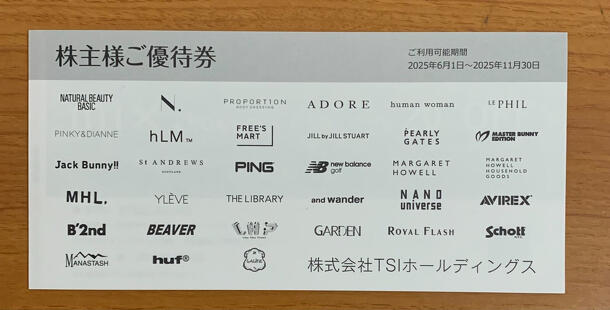 株主様ご優待券
ご利用可能期間
2025年6月1日～2025年11月30日
NATURAL BEAUTY BASIC
N.
PROPORTION BODY DRESSING
ADORE
human woman
LE PHIL
PINKY&DIANNE
hLM™
FREE'S MART
JILL by JILL STUART
PEARLY GATES
MASTER BUNNY EDITION
Jack Bunny!!
St ANDREWS SCOTLAND
PING
new balance golf
MARGARET HOWELL
MARGARET HOWELL HOUSEHOLD GOODS
MHL.
YLÈVE
THE LIBRARY
and wander
NANO universe
AVIREX
B'2nd
BEAVER
LHP
GARDEN
ROYAL FLASH
Schott
MANASTASH
huf®
株式会社TSIホールディングス